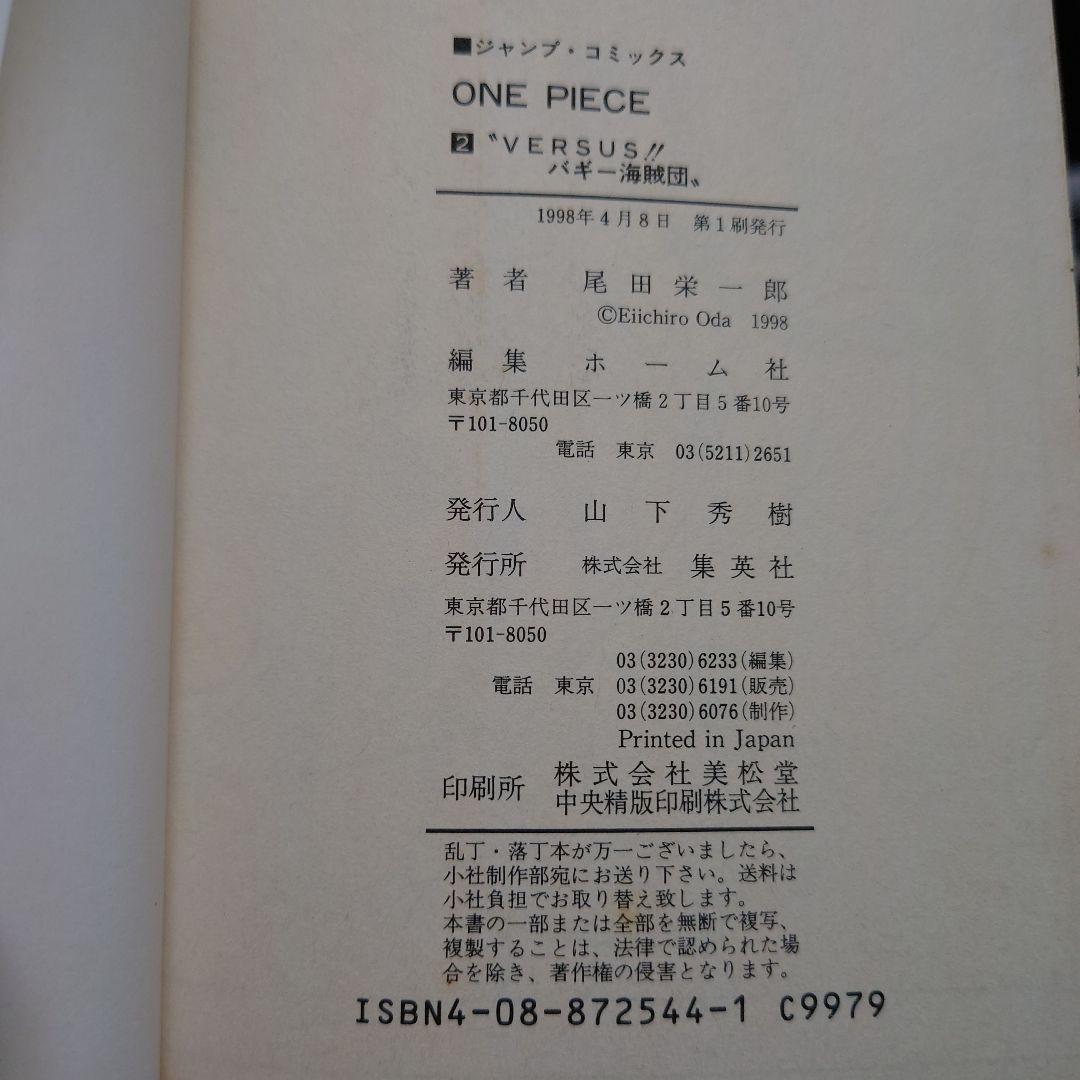 ■ジャンプ・コミックス
ONE PIECE
2 〝VERSUS!!
バギー海賊団〟
1998年4月8日　第1刷発行
著者　尾田栄一郎
©Eiichiro Oda　1998
編集　ホーム社
東京都千代田区一ツ橋2丁目5番10号
〒101-8050
電話　東京　03(5211)2651
発行人　山下秀樹
発行所　株式会社　集英社
東京都千代田区一ツ橋2丁目5番10号
〒101-8050
03(3230)6233(編集)
電話　東京　03(3230)6191(販売)
03(3230)6076(制作)
Printed in Japan
印刷所　株式会社美松堂
中央精版印刷株式会社
乱丁・落丁本が万一ございましたら、
小社制作部宛にお送り下さい。送料は
小社負担でお取り替え致します。
本書の一部または全部を無断で複写、
複製することは、法律で認められた場
合を除き、著作権の侵害となります。
ISBN4-08-872544-1 C9979